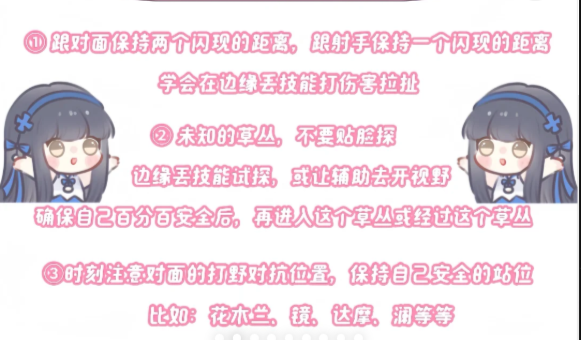 ① 跟对面保持两个闪现的距离，跟射手保持一个闪现的距离
学会在边缘丢技能打伤害拉扯
② 未知的草丛，不要贴脸探
边缘丢技能试探，或让辅助去开视野
确保自己百分百安全后，再进入这个草丛或经过这个草丛
③时刻注意对面的打野对抗位置，保持自己安全的站位
比如：花木兰、镜、达摩、澜等等